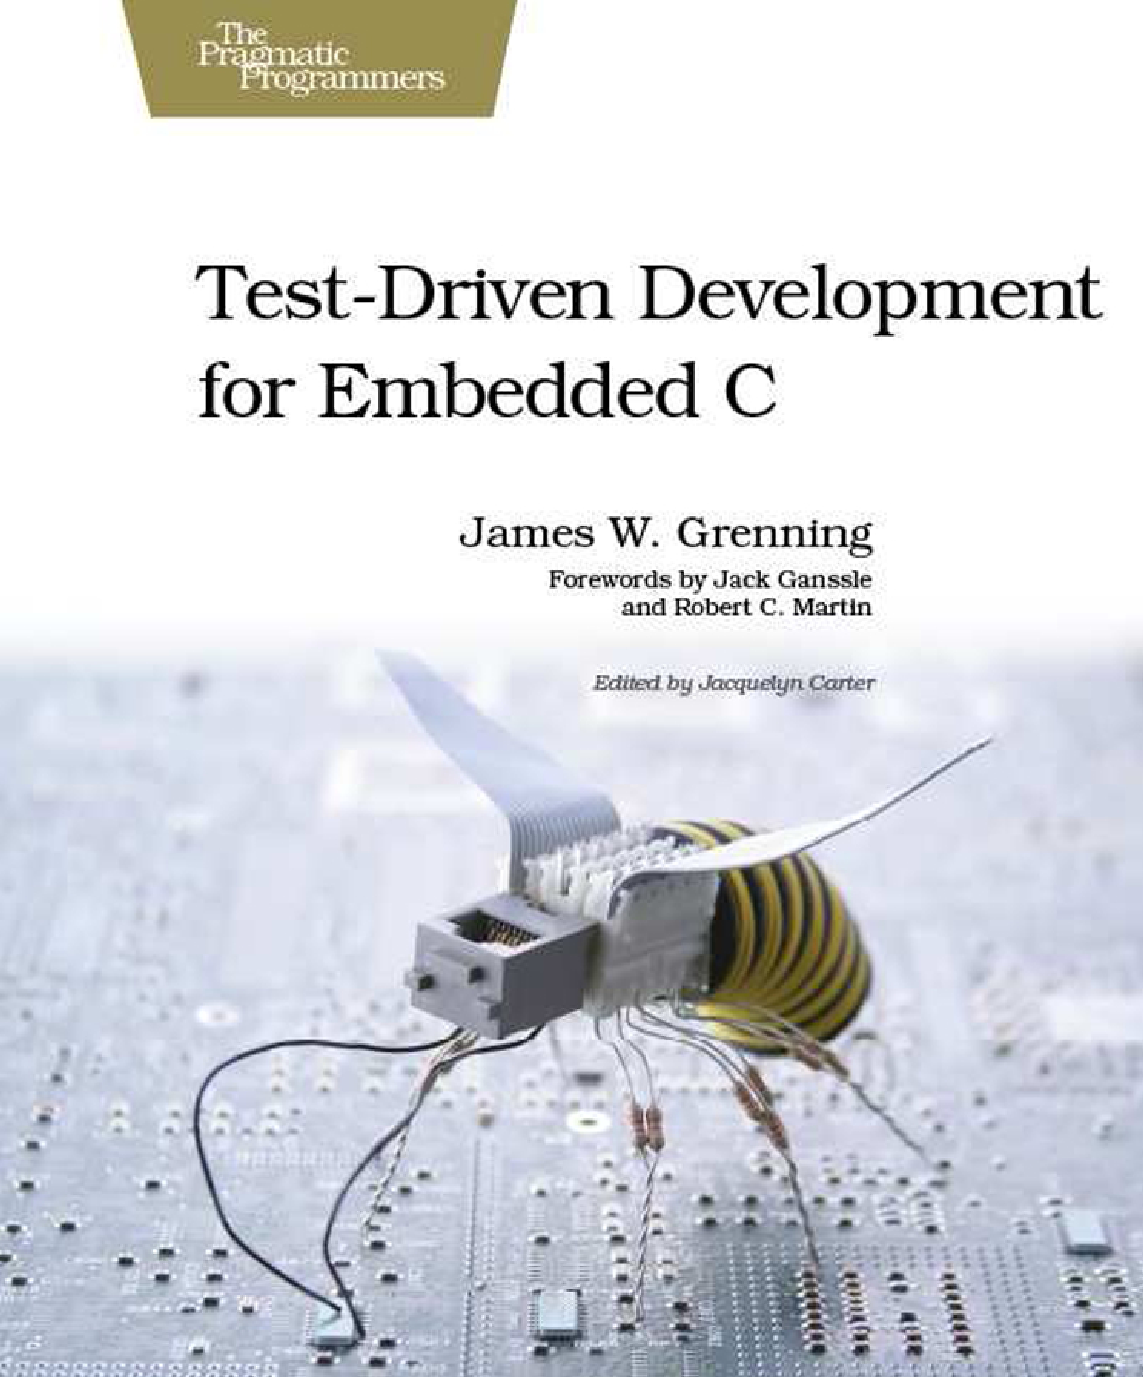 The
Pragmatic
Programmers
Test-Driven Development
for Embedded C
James W. Grenning
Forewords by Jack Ganssle
and Robert C. Martin
Edited by Jacquelyn Carter